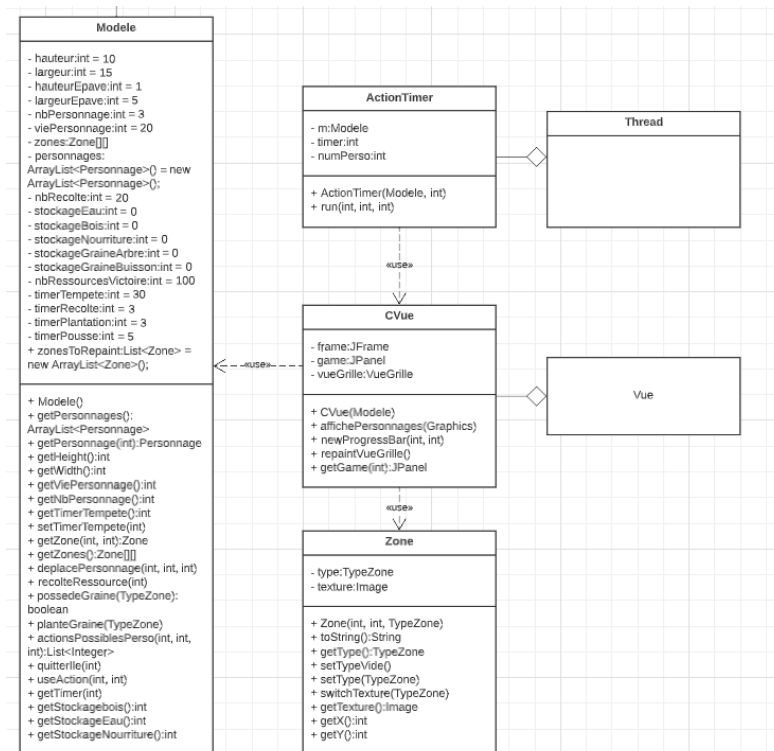 Modele
- hauteur:int = 10
- largeur:int = 15
- hauteurEpave:int = 1
- largeurEpave:int = 5
- nbPersonnage:int = 3
- viePersonnage:int = 20
- zones:Zone[][]
- personnages:
ArrayList<Personnage>() = new
ArrayList<Personnage>();
- nbRecolte:int = 20
- stockageEau:int = 0
- stockageBois:int = 0
- stockageNourriture:int = 0
- stockageGraineArbre:int = 0
- stockageGraineBuisson:int = 0
- nbRessourcesVictoire:int = 100
- timerTempete:int = 30
- timerRecolte:int = 3
- timerPlantation:int = 3
- timerPousse:int = 5
+ zonesToRepaint:List<Zone> =
new ArrayList<Zone>();
+ Modele()
+ getPersonnages():
ArrayList<Personnage>
+ getPersonnage(int):Personnage
+ getHeight():int
+ getWidth():int
+ getViePersonnage():int
+ getNbPersonnage():int
+ getTimerTempete():int
+ setTimerTempete(int)
+ getZone(int, int):Zone
+ getZones():Zone[][]
+ deplacePersonnage(int, int, int)
+ recolteRessource(int)
+ possedeGraine(TypeZone):
boolean
+ planteGraine(TypeZone)
+ actionsPossiblesPerso(int, int,
int):List<Integer>
+ quitterIle(int)
+ useAction(int, int)
+ getTimer(int)
+ getStockagebois():int
+ getStockageEau():int
+ getStockageNourriture():int
ActionTimer
- m:Modele
- timer:int
- numPerso:int
+ ActionTimer(Modele, int)
+ run(int, int, int)
Thread
«use»
CVue
- frame:JFrame
- game:JPanel
- vueGrille:VueGrille
+ CVue(Modele)
+ affichePersonnages(Graphics)
+ newProgressBar(int, int)
+ repaintVueGrille()
+ getGame(int):JPanel
«use»
Vue
«use»
Zone
- type:TypeZone
- texture:Image
+ Zone(int, int, TypeZone)
+ toString():String
+ getType():TypeZone
+ setTypeVide()
+ setType(TypeZone)
+ switchTexture(TypeZone)
+ getTexture():Image
+ getX():int
+ getY():int